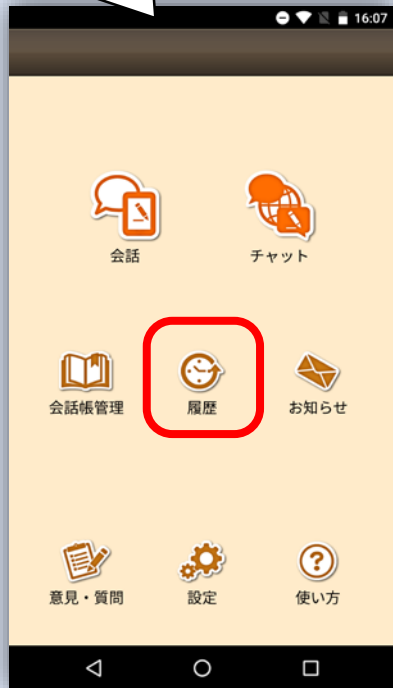 16:07
会話
チャット
会話帳管理
履歴
お知らせ
意見・質問
設定
使い方